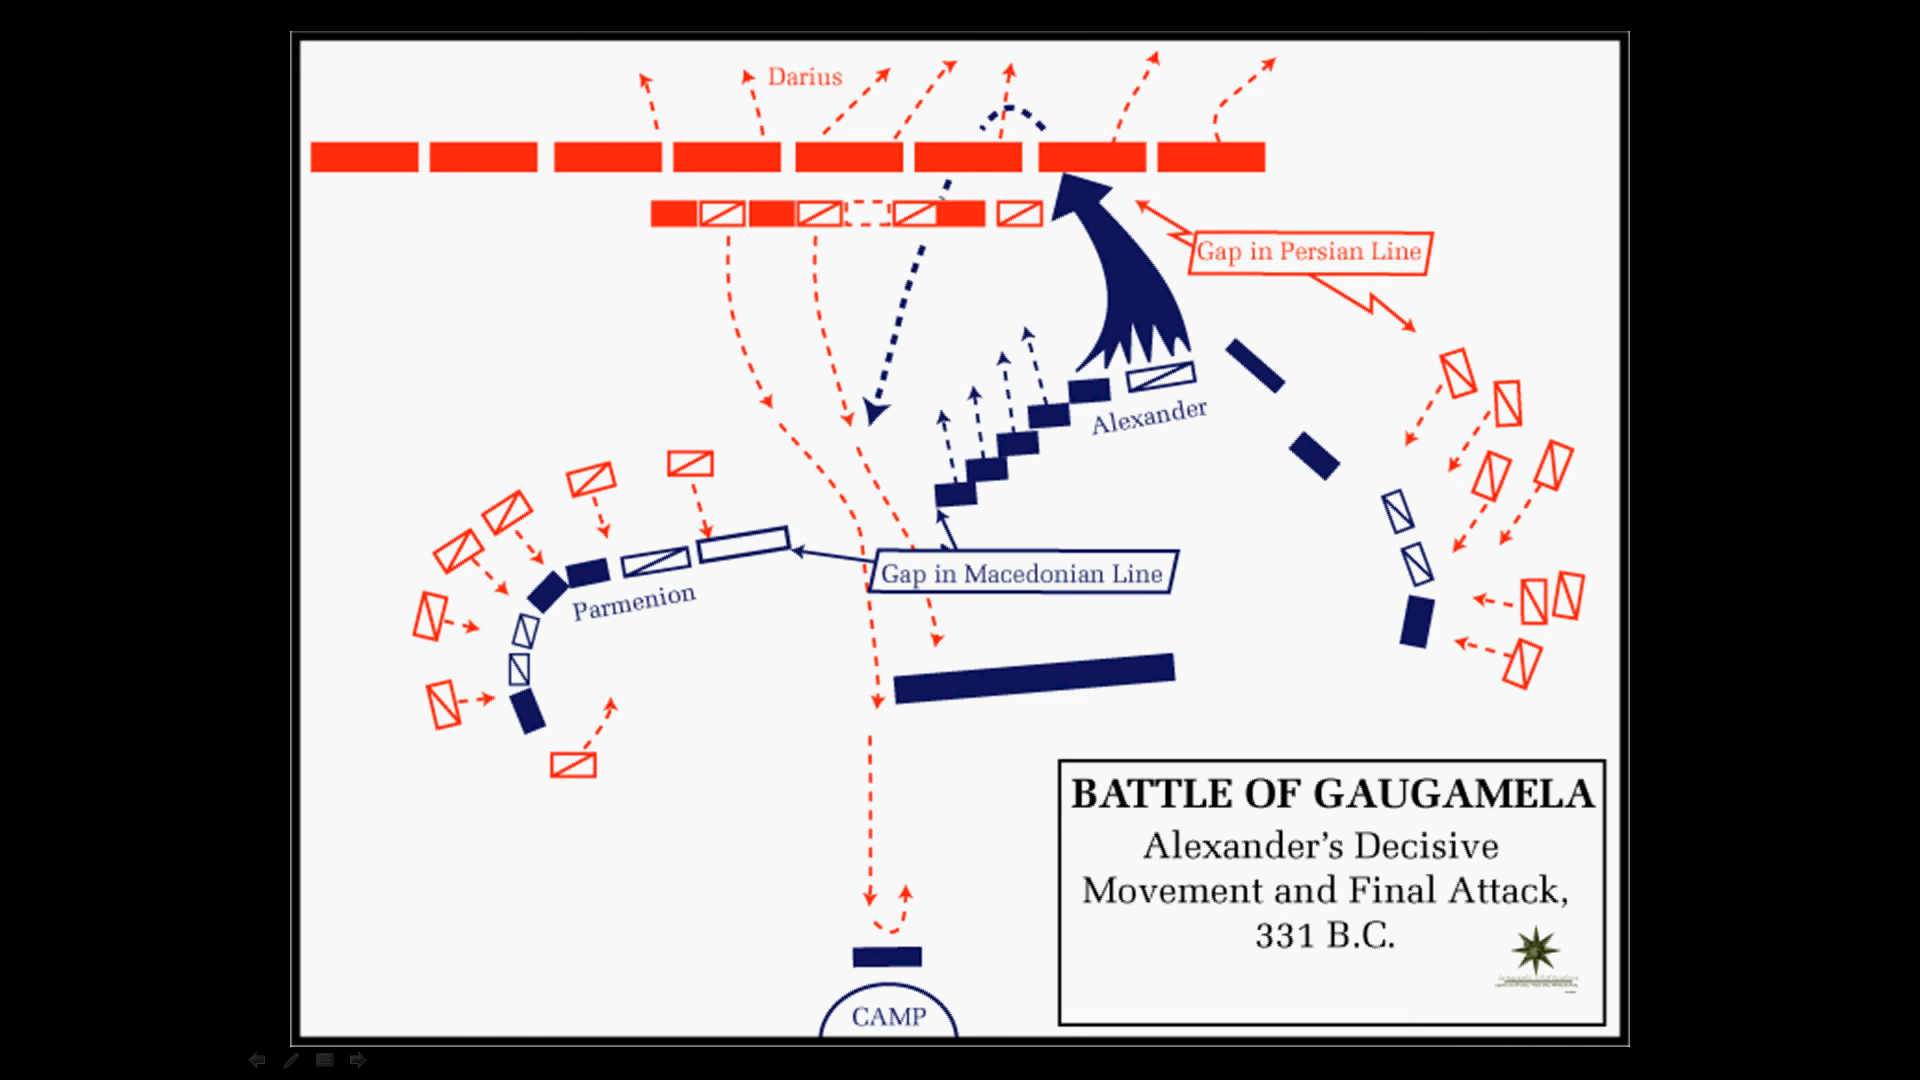 Darius
Gap in Persian Line
Alexander
Gap in Macedonian Line
Parmenion
BATTLE OF GAUGAMELA
Alexander’s Decisive
Movement and Final Attack,
331 B.C.
CAMP